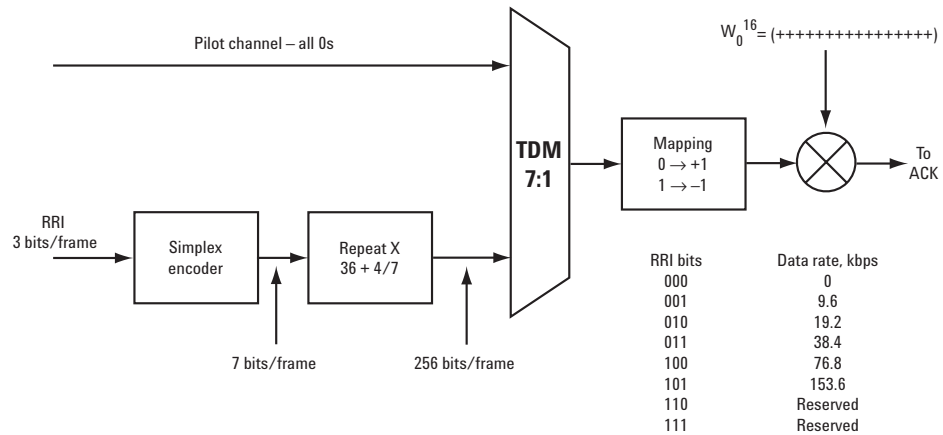 Pilot channel – all 0s
W₀¹⁶= (++++++++++++++++)
TDM
7:1
Mapping
0 → +1
1 → –1
To
ACK
RRI
3 bits/frame
Simplex
encoder
Repeat X
36 + 4/7
7 bits/frame
256 bits/frame
RRI bits Data rate, kbps
000 0
001 9.6
010 19.2
011 38.4
100 76.8
101 153.6
110 Reserved
111 Reserved